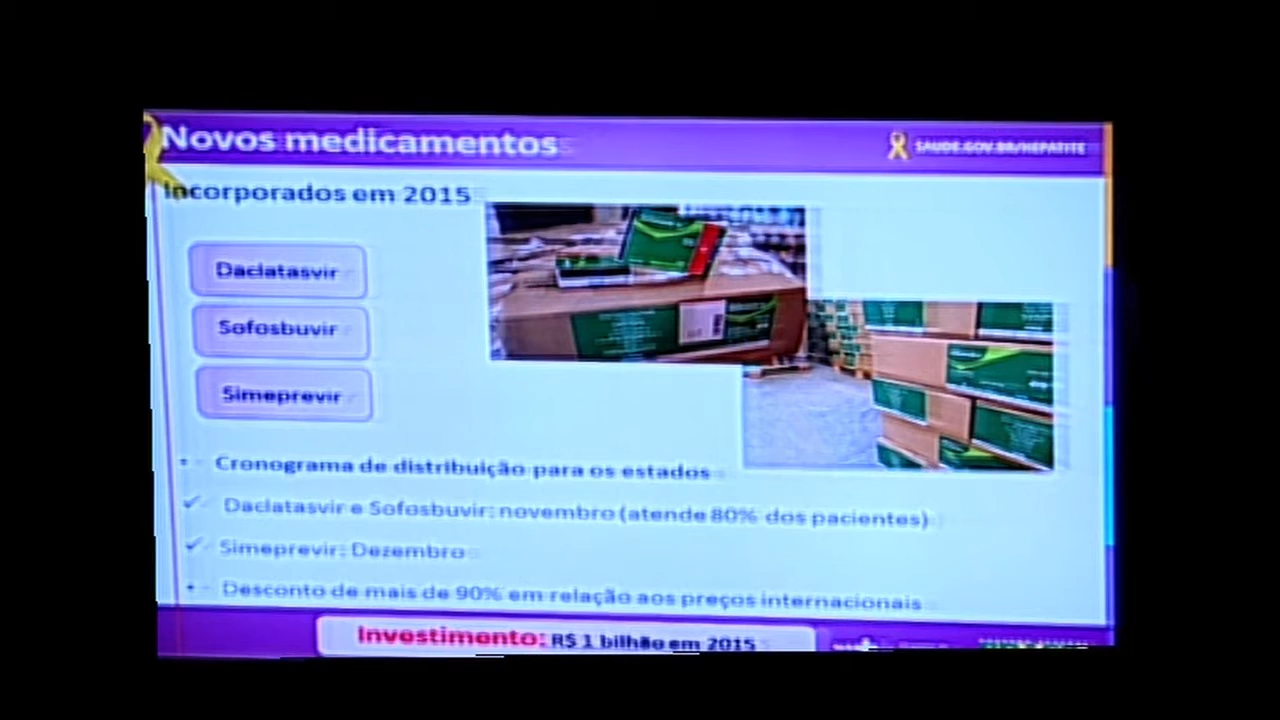 Novos medicamentos
SAUDE.GOV.BR/HEPATITE
Incorporados em 2015
Daclatasvir
Sofosbuvir
Simeprevir
• Cronograma de distribuição para os estados
✓ Daclatasvir e Sofosbuvir: novembro (atende 80% dos pacientes)
✓ Simeprevir: Dezembro
• Desconto de mais de 90% em relação aos preços internacionais
Investimento: R$ 1 bilhão em 2015